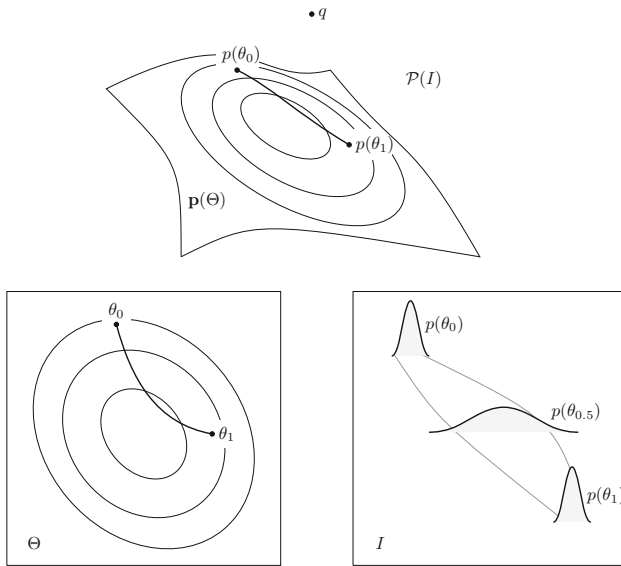 q
p(θ₀)
𝒫(I)
p(θ₁)
𝐩(Θ)
θ₀
θ₁
Θ
p(θ₀)
p(θ₀.₅)
p(θ₁)
I